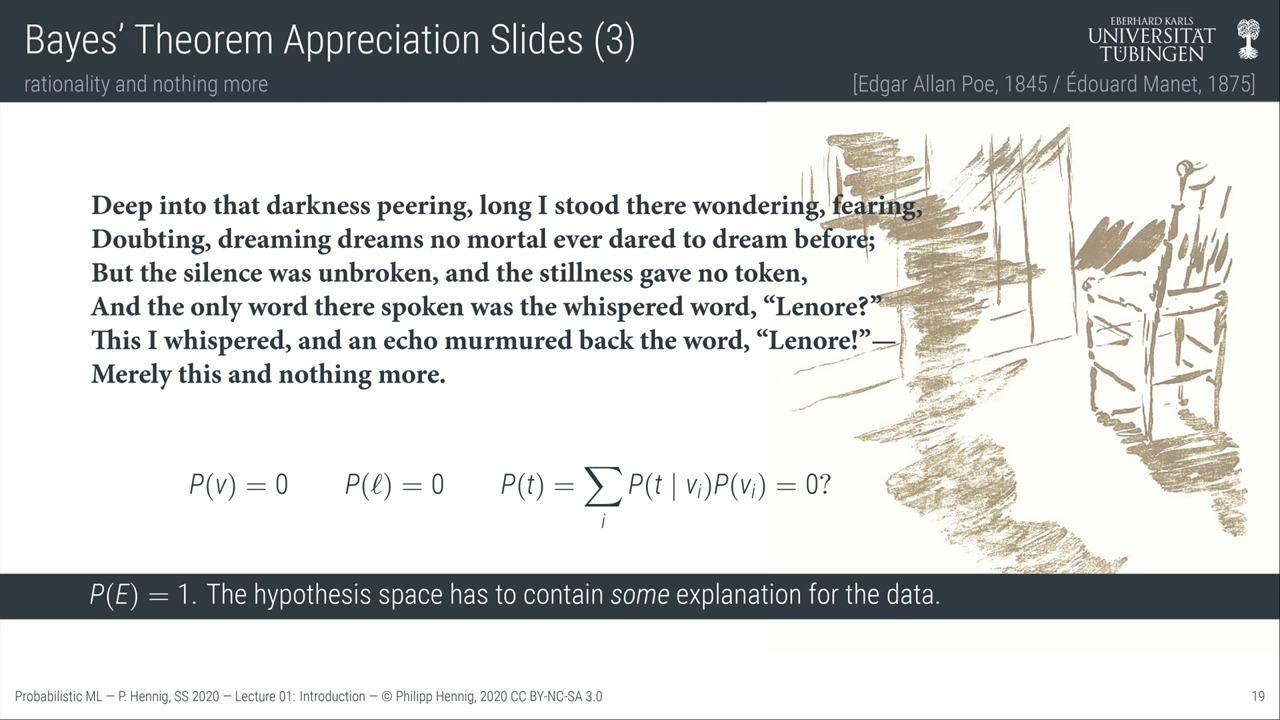 Bayes’ Theorem Appreciation Slides (3)
rationality and nothing more
EBERHARD KARLS
UNIVERSITÄT
TÜBINGEN
[Edgar Allan Poe, 1845 / Édouard Manet, 1875]
Deep into that darkness peering, long I stood there wondering, fearing,
Doubting, dreaming dreams no mortal ever dared to dream before;
But the silence was unbroken, and the stillness gave no token,
And the only word there spoken was the whispered word, “Lenore?”
This I whispered, and an echo murmured back the word, “Lenore!”—
Merely this and nothing more.
P(v) = 0 P(ℓ) = 0 P(t) = ∑ᵢ P(t | vᵢ)P(vᵢ) = 0?
P(E) = 1. The hypothesis space has to contain some explanation for the data.
Probabilistic ML — P. Hennig, SS 2020 — Lecture 01: Introduction — © Philipp Hennig, 2020 CC BY-NC-SA 3.0
19